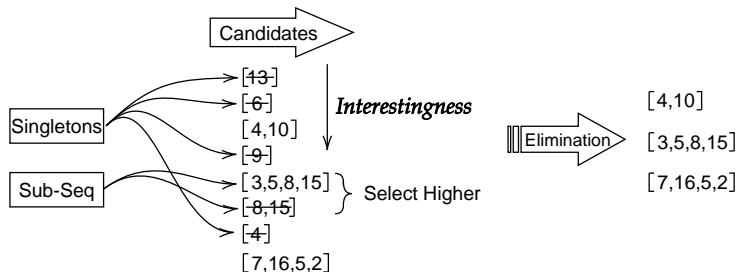 Candidates
[13]
[6]
Interestingness
[4,10]
Singletons
[9]
[4,10]
Elimination
[3,5,8,15]
Sub-Seq
[3,5,8,15]
Select Higher
[8,15]
[7,16,5,2]
[4]
[7,16,5,2]